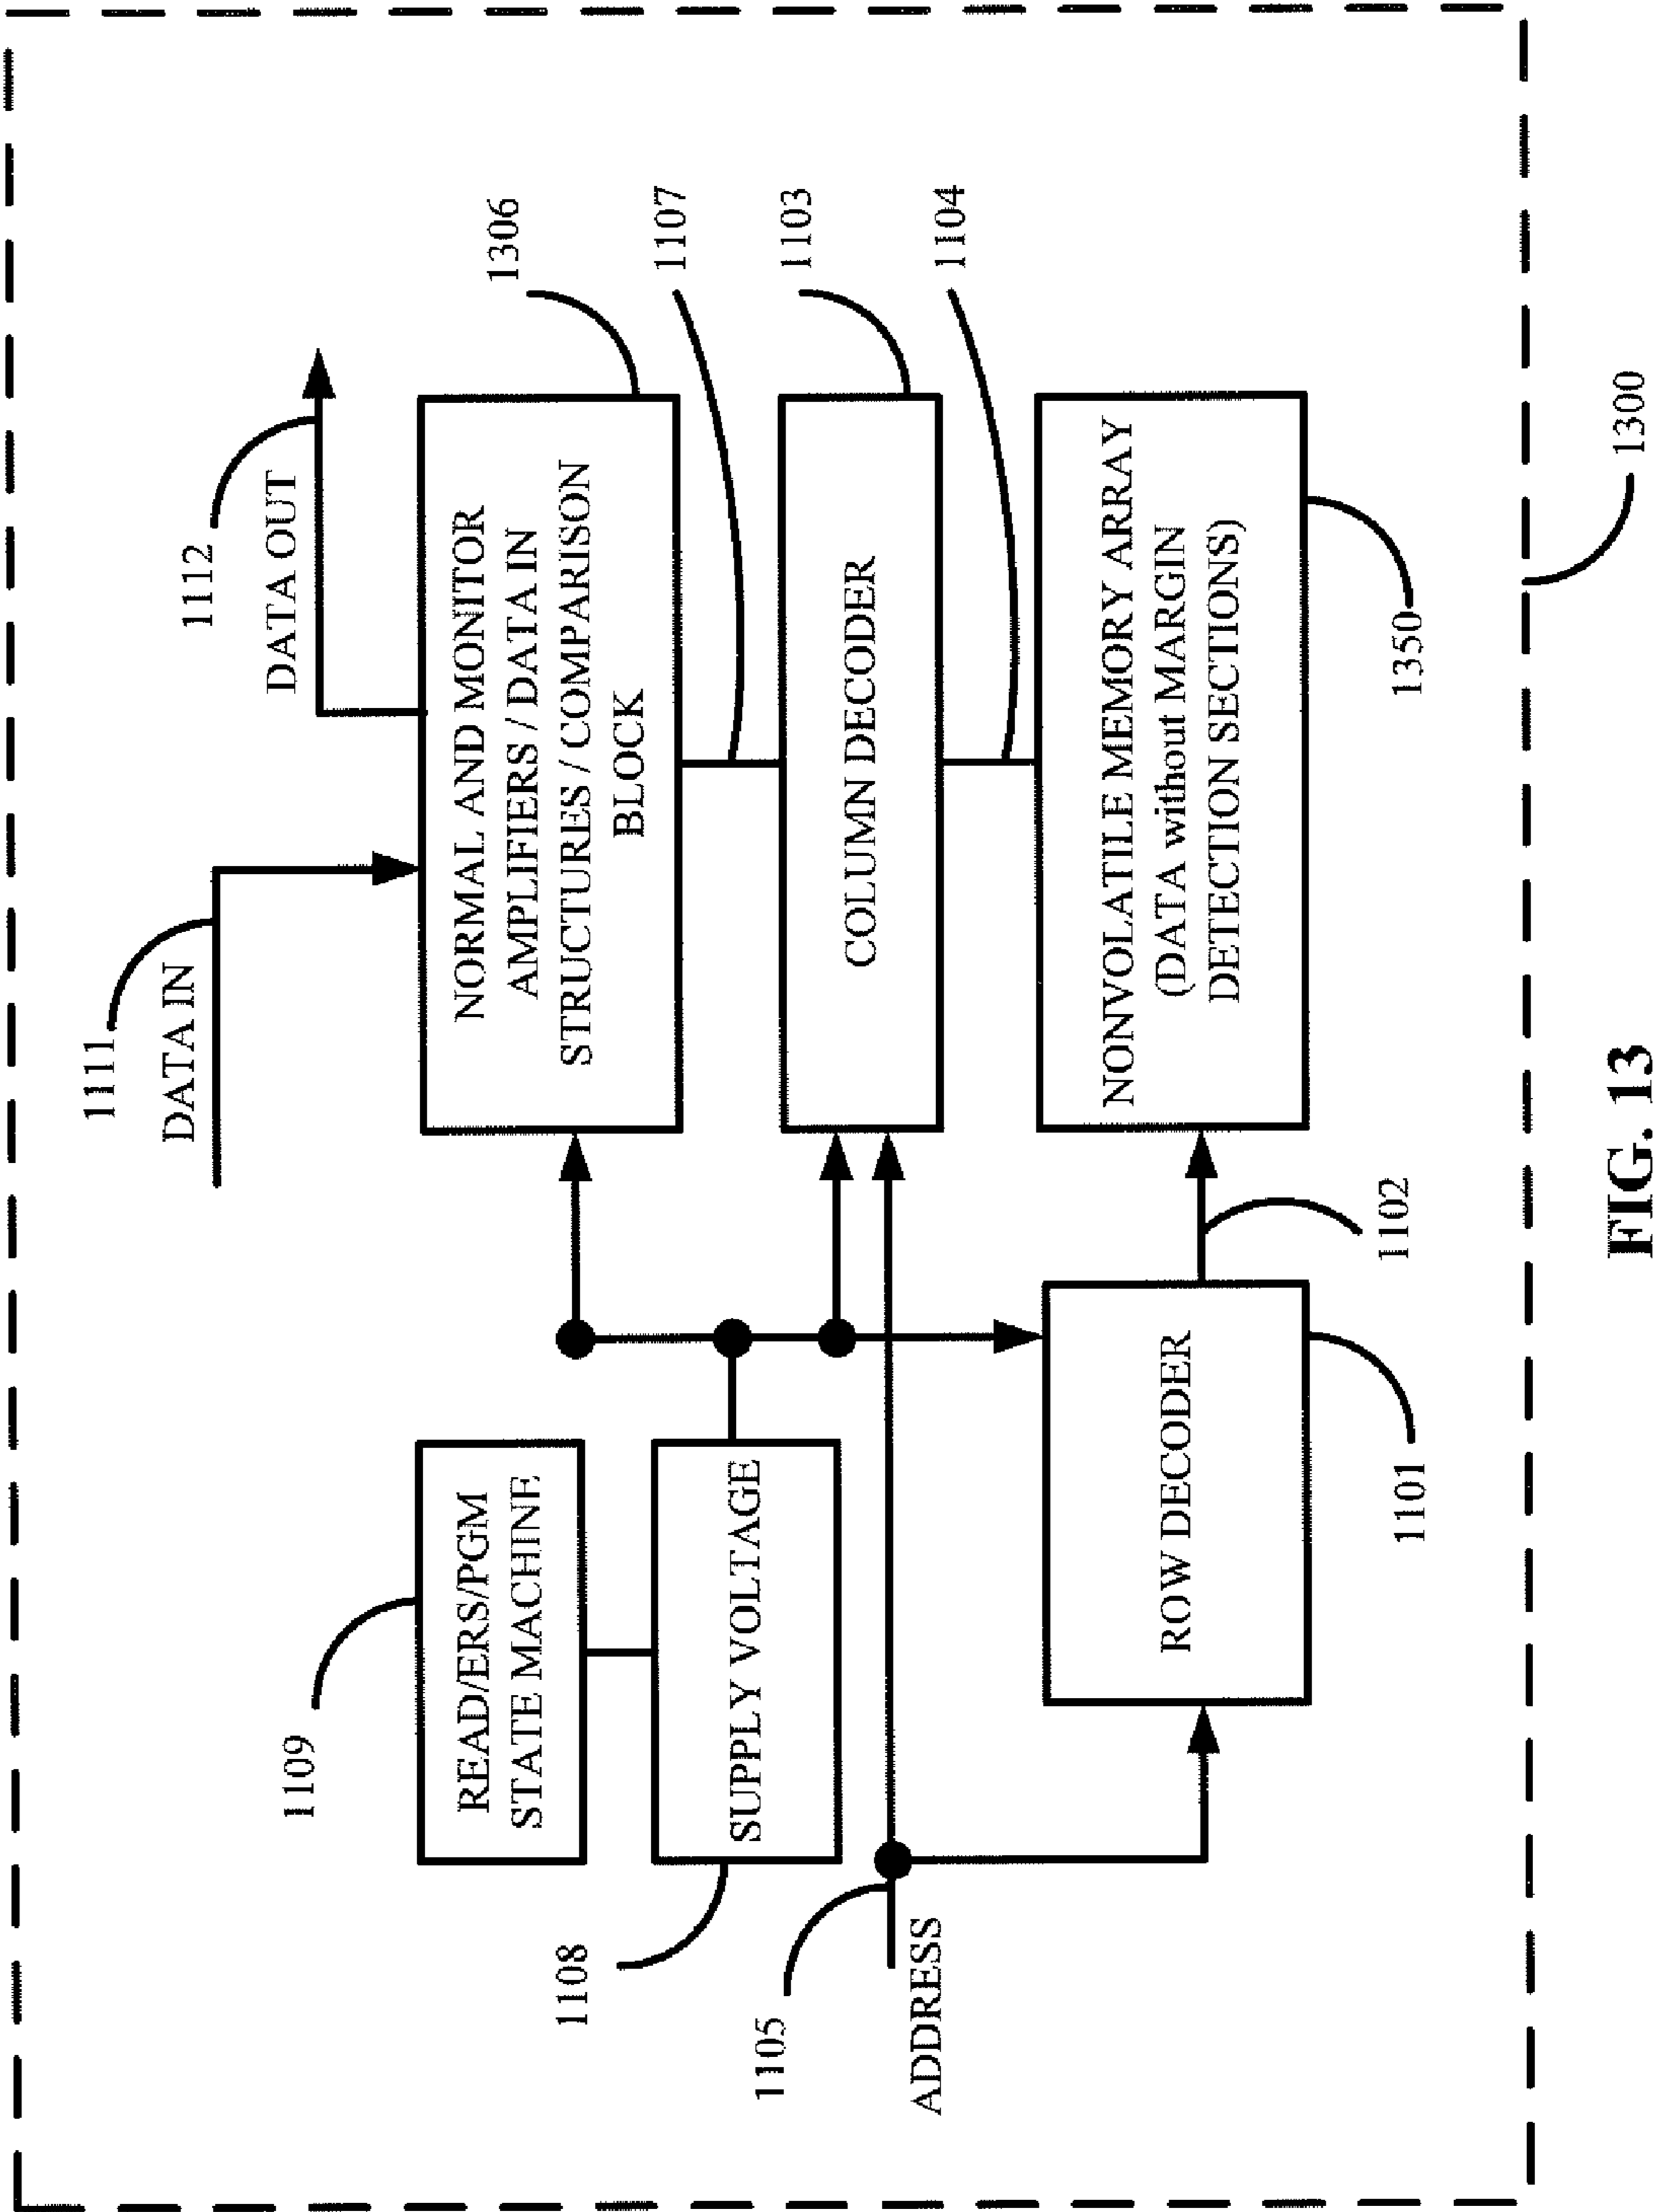 1111
DATA IN
1112
DATA OUT
1109
READ/ERS/PGM
STATE MACHINE
NORMAL AND MONITOR
AMPLIFIERS / DATA IN
STRUCTURES / COMPARISON
BLOCK
1306
1107
1108
SUPPLY VOLTAGE
COLUMN DECODER
1103
1105
ADDRESS
1104
ROW DECODER
1101
1102
NONVOLATILE MEMORY ARRAY
(DATA without MARGIN
DETECTION SECTIONS)
1350
1300
FIG. 13